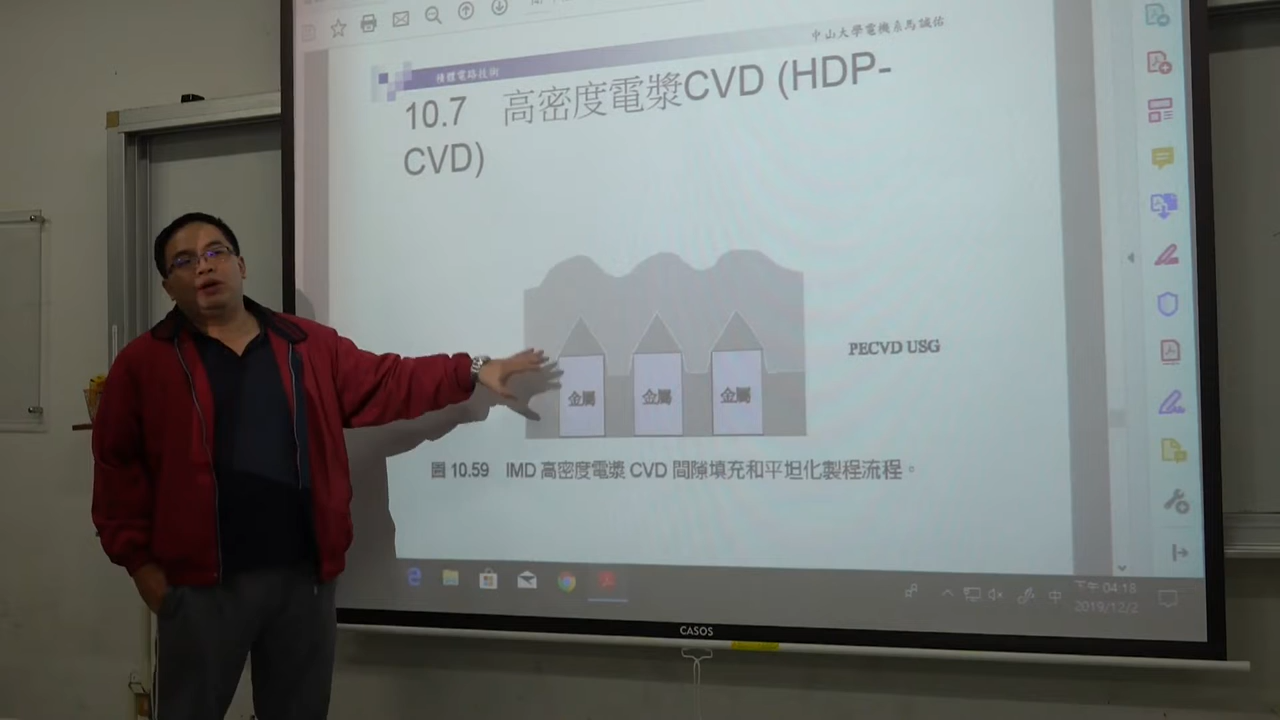 中山大學電機系馬誠佑
積體電路技術
10.7 高密度電漿CVD (HDP-
CVD)
PECVD USG
金屬 金屬 金屬
圖 10.59 IMD 高密度電漿 CVD 間隙填充和平坦化製程流程。
中
下午 04:18
2019/12/2
CASOS